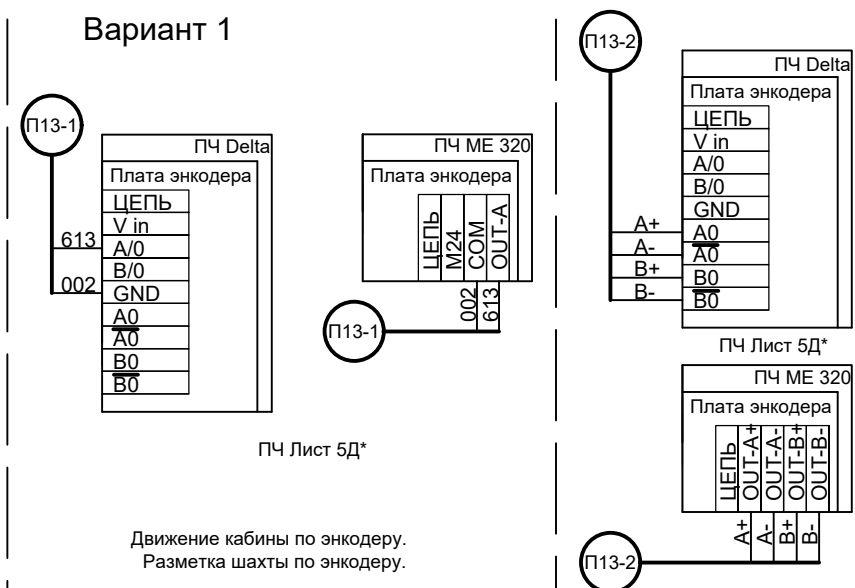 Вариант 1
П13-1
ПЧ Delta
Плата энкодера
ЦЕПЬ
V in
613 A/0
B/0
002 GND
A0
A0
B0
B0
ПЧ ME 320
Плата энкодера
ЦЕПЬ
M24
COM
OUT-A
002
613
П13-1
ПЧ Лист 5Д*
Движение кабины по энкодеру.
Разметка шахты по энкодеру.
П13-2
ПЧ Delta
Плата энкодера
ЦЕПЬ
V in
A/0
B/0
GND
A+ A0
A- A0
B+ B0
B- B0
ПЧ Лист 5Д*
ПЧ ME 320
Плата энкодера
ЦЕПЬ
OUT-A+
OUT-A-
OUT-B+
OUT-B-
A+
A-
B+
B-
П13-2